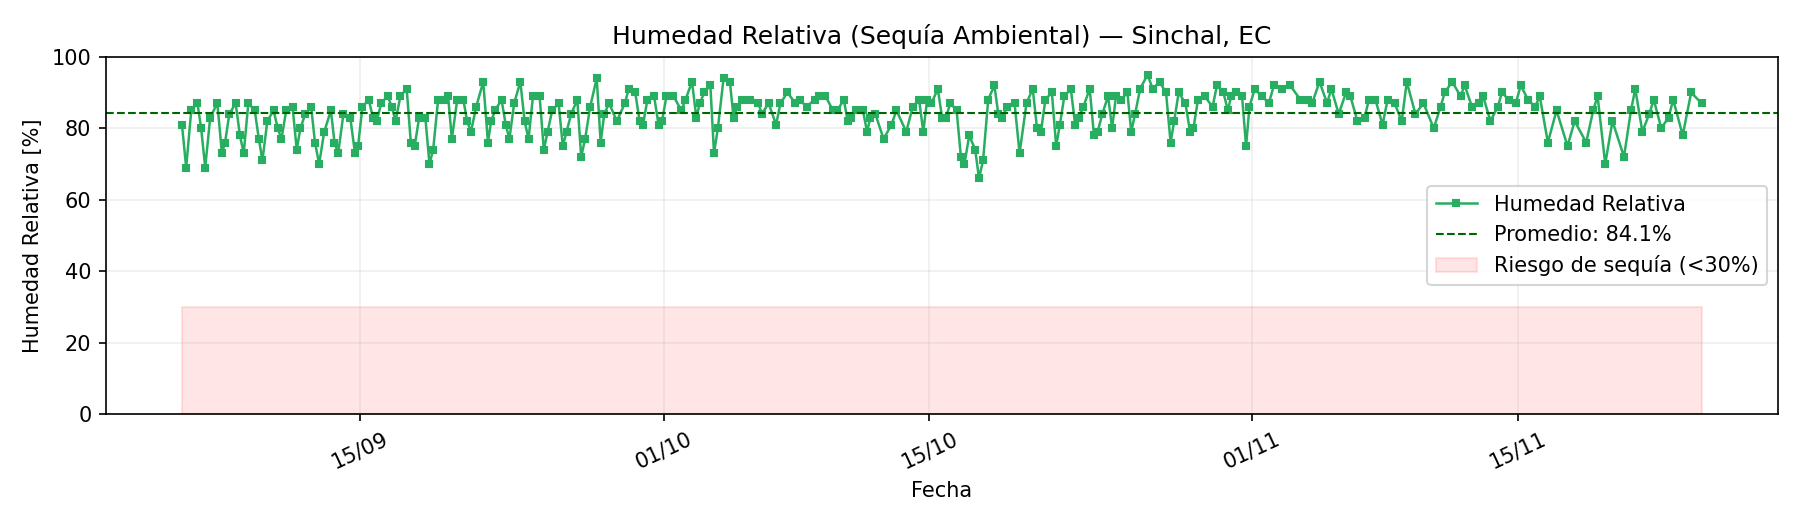 Humedad Relativa (Sequía Ambiental) — Sinchal, EC
Humedad Relativa [%]
100
80
60
40
20
0
Humedad Relativa
Promedio: 84.1%
Riesgo de sequía (<30%)
15/09
01/10
15/10
01/11
15/11
Fecha